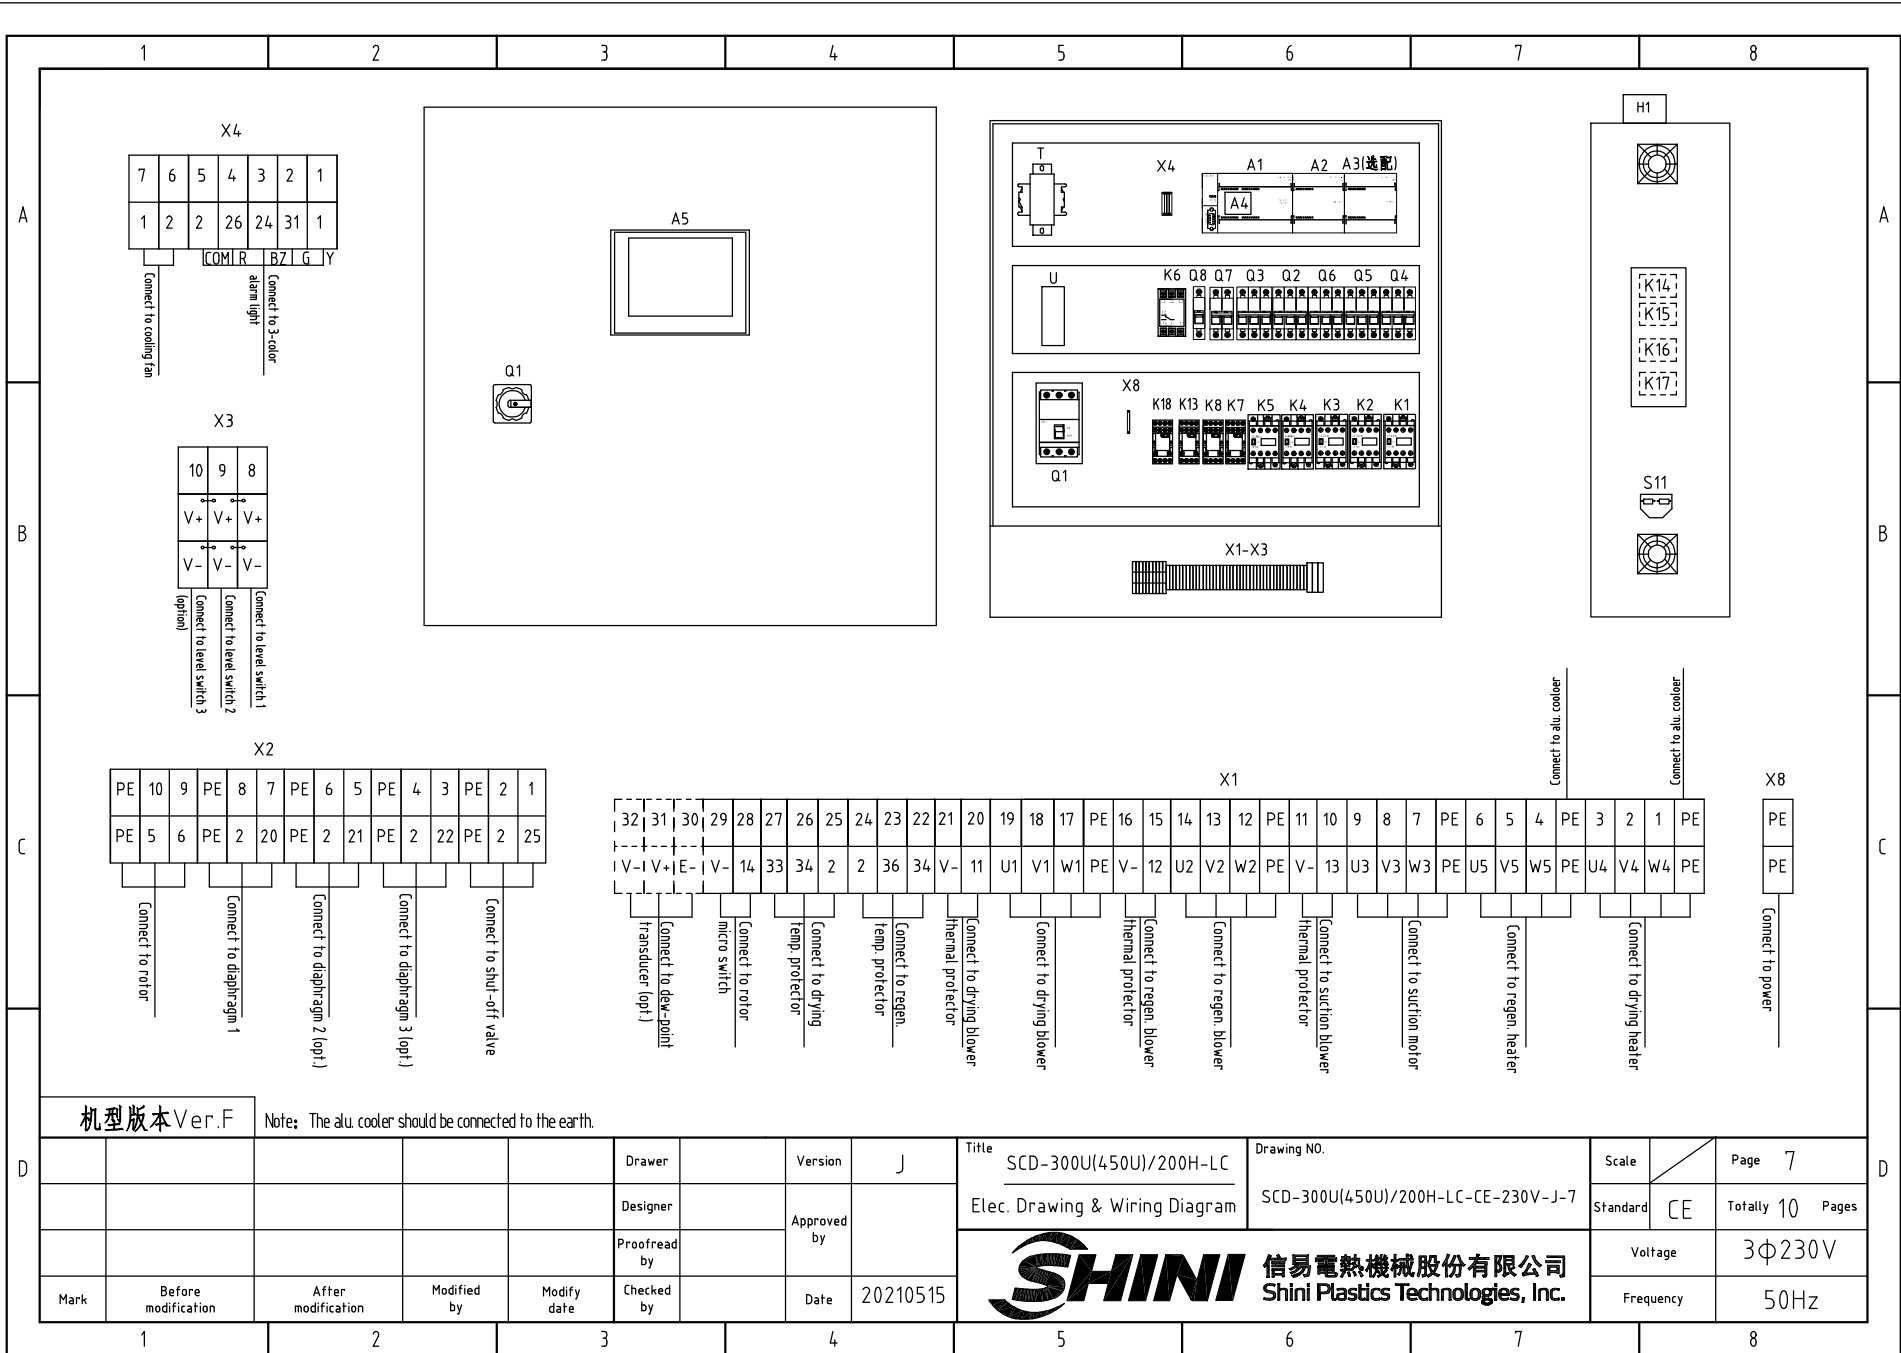 1 2 3 4 5 6 7 8
A A
B B
C C
D D
X4
7 6 5 4 3 2 1
1 2 2 26 24 31 1
COM R BZ G Y
Connect to cooling fan
Connect to 3-color
alarm light
X3
10 9 8
V+ V+ V+
V- V- V-
Connect to level switch 3
(option)
Connect to level switch 2
Connect to level switch 1
A5
Q1
T X4 A1 A2 A3(选配)
A4
U K6 Q8 Q7 Q3 Q2 Q6 Q5 Q4
X8
K18 K13 K8 K7 K5 K4 K3 K2 K1
Q1
X1-X3
H1
K14
K15
K16
K17
S11
X2
PE 10 9 PE 8 7 PE 6 5 PE 4 3 PE 2 1
PE 5 6 PE 2 20 PE 2 21 PE 2 22 PE 2 25
Connect to rotor
Connect to diaphragm 1
Connect to diaphragm 2 (opt.)
Connect to diaphragm 3 (opt.)
Connect to shut-off valve
Connect to alu. cooloer
Connect to alu. cooloer
X1
32 31 30 29 28 27 26 25 24 23 22 21 20 19 18 17 PE 16 15 14 13 12 PE 11 10 9 8 7 PE 6 5 4 PE 3 2 1 PE
V- V+ E- V- 14 33 34 2 2 36 34 V- 11 U1 V1 W1 PE V- 12 U2 V2 W2 PE V- 13 U3 V3 W3 PE U5 V5 W5 PE U4 V4 W4 PE
Connect to dew-point
transducer (opt.)
Connect to rotor
micro switch
Connect to drying
temp. protector
Connect to regen.
temp. protector
Connect to drying blower
thermal protector
Connect to drying blower
Connect to regen. blower
thermal protector
Connect to regen. blower
Connect to suction blower
thermal protector
Connect to suction motor
Connect to regen. heater
Connect to drying heater
X8
PE
PE
Connect to power
机型版本Ver.F
Note: The alu. cooler should be connected to the earth.
Mark
Before
modification
After
modification
Modified
by
Modify
date
Drawer
Designer
Proofread
by
Checked
by
Version J
Approved
by
Date 20210515
Title
SCD-300U(450U)/200H-LC
Elec. Drawing & Wiring Diagram
Drawing NO.
SCD-300U(450U)/200H-LC-CE-230V-J-7
SHINI
信易電熱機械股份有限公司
Shini Plastics Technologies, Inc.
Scale
Page 7
Standard CE
Totally 10 Pages
Voltage 3Φ230V
Frequency 50Hz
1 2 3 4 5 6 7 8